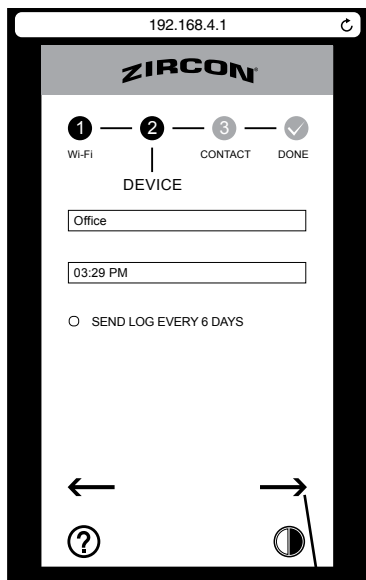 192.168.4.1
ZIRCON®
1 2 3
Wi-Fi CONTACT DONE
DEVICE
Office
03:29 PM
SEND LOG EVERY 6 DAYS
?